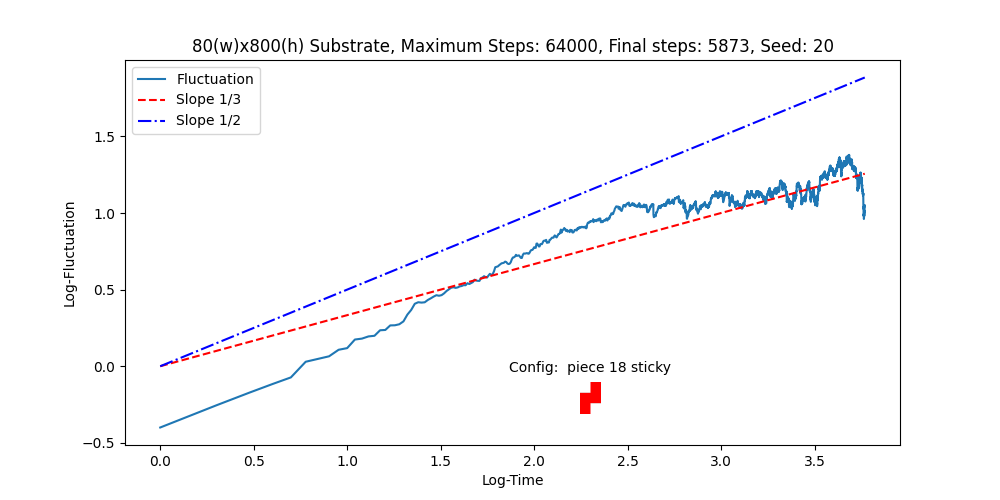 80(w)x800(h) Substrate, Maximum Steps: 64000, Final steps: 5873, Seed: 20
Fluctuation
Slope 1/3
Slope 1/2
Log-Fluctuation
1.5
1.0
0.5
0.0
−0.5
Config:  piece 18 sticky
0.0 0.5 1.0 1.5 2.0 2.5 3.0 3.5
Log-Time